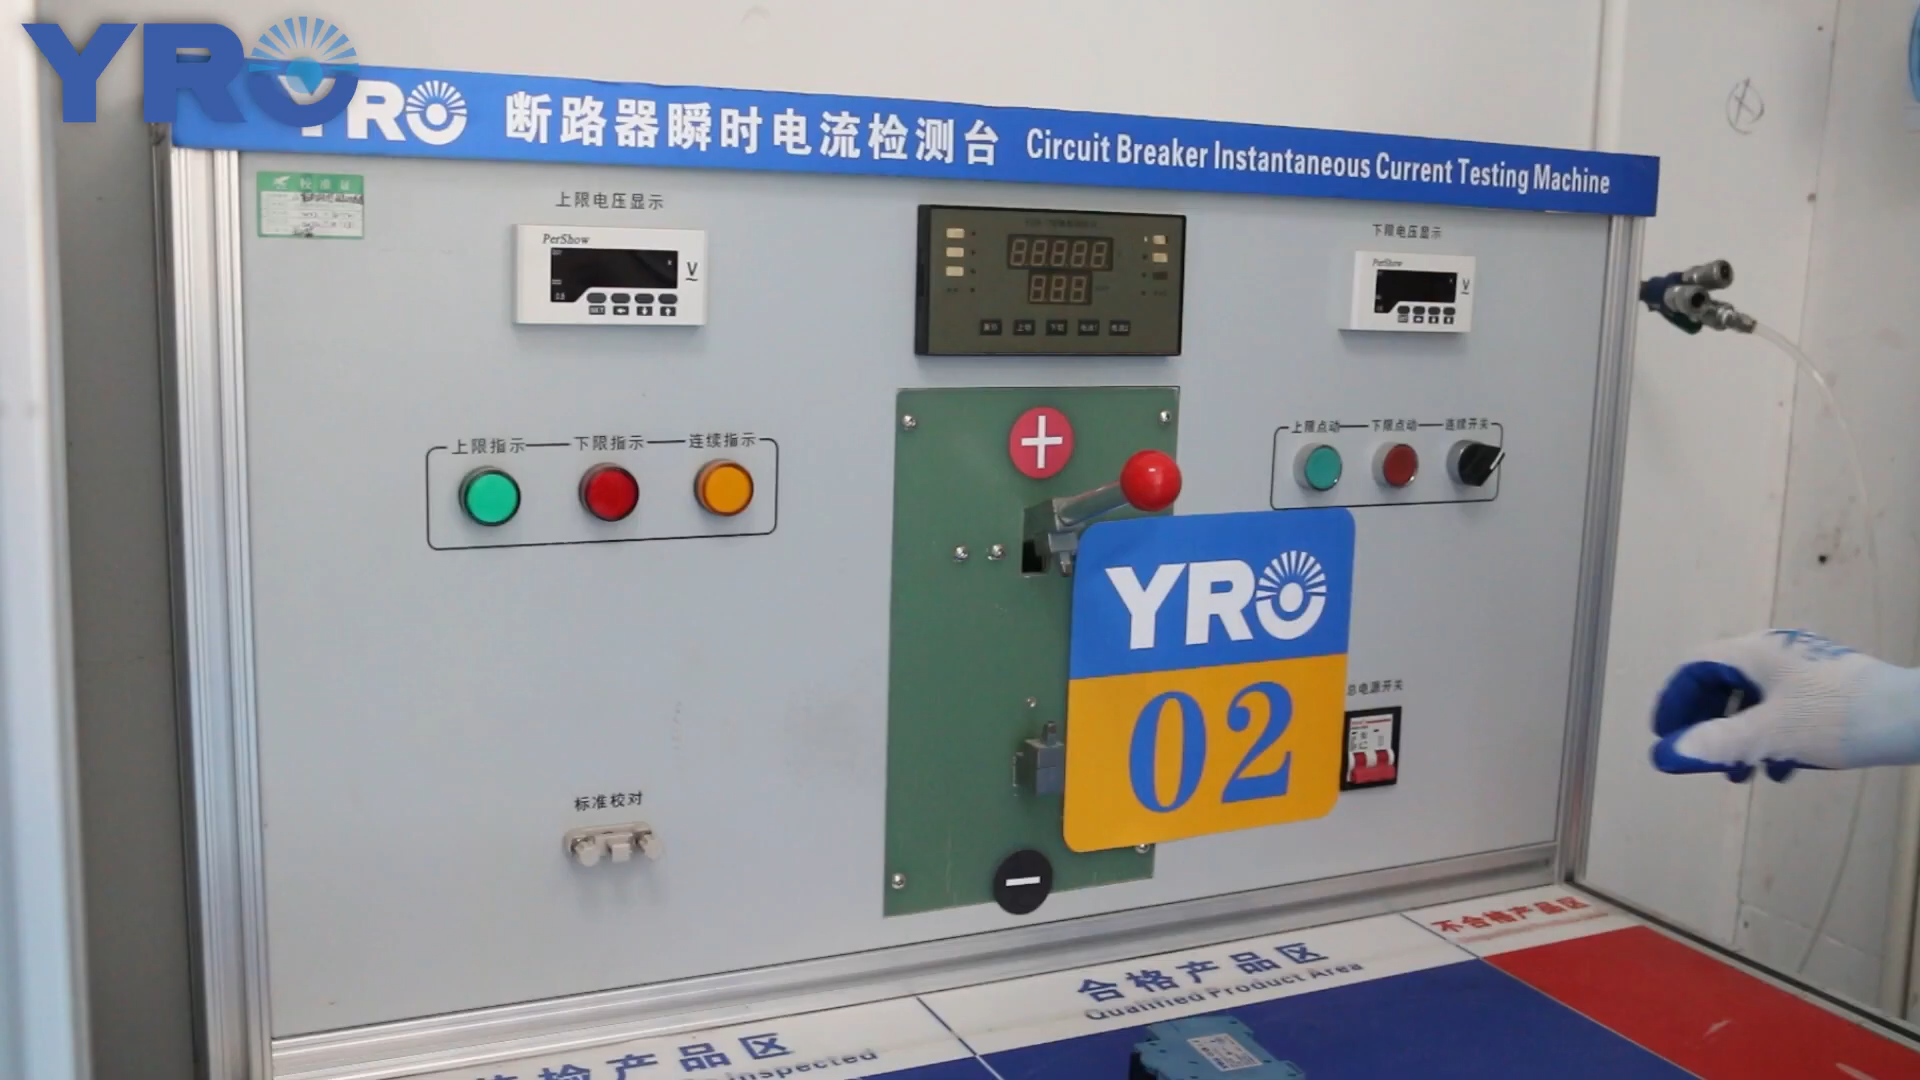 YRO
YRO 断路器瞬时电流检测台 Circuit Breaker Instantaneous Current Testing Machine
上限电压显示
PerShow
V
下限电压显示
PerShow
V
上限指示 下限指示 连续指示
上限点动 下限点动 连续开关
+
YRO
02
总电源开关
标准校对
−
不合格产品区
合格产品区
Qualified Product Area
检产品区
inspected